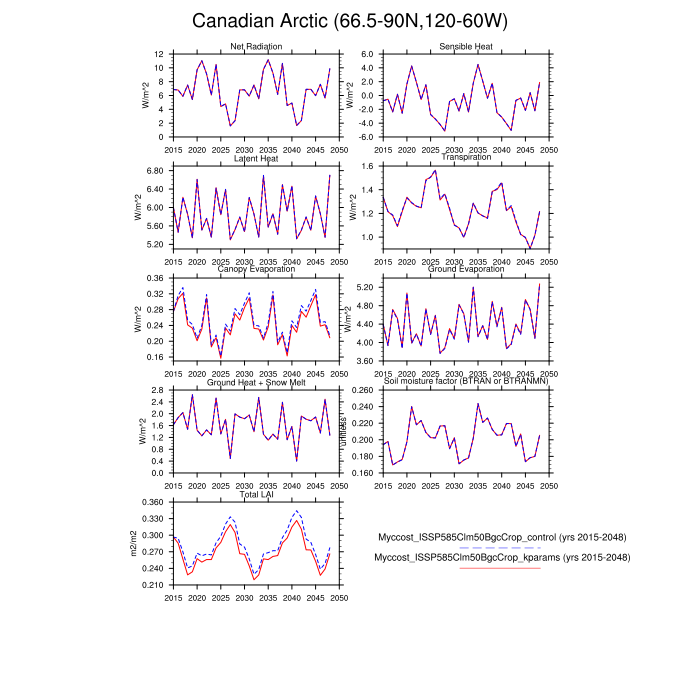 Canadian Arctic (66.5-90N,120-60W)
Net Radiation
Sensible Heat
W/m^2
12
10
8
6
4
2
0
2015 2020 2025 2030 2035 2040 2045 2050
W/m^2
6.0
4.0
2.0
0.0
-2.0
-4.0
-6.0
2015 2020 2025 2030 2035 2040 2045 2050
Latent Heat
Transpiration
W/m^2
6.80
6.40
6.00
5.60
5.20
2015 2020 2025 2030 2035 2040 2045 2050
W/m^2
1.6
1.4
1.2
1.0
2015 2020 2025 2030 2035 2040 2045 2050
Canopy Evaporation
Ground Evaporation
W/m^2
0.36
0.32
0.28
0.24
0.20
0.16
2015 2020 2025 2030 2035 2040 2045 2050
W/m^2
5.20
4.80
4.40
4.00
3.60
2015 2020 2025 2030 2035 2040 2045 2050
Ground Heat + Snow Melt
Soil moisture factor (BTRAN or BTRANMN)
W/m^2
2.8
2.4
2.0
1.6
1.2
0.8
0.4
0.0
2015 2020 2025 2030 2035 2040 2045 2050
unitless
0.260
0.240
0.220
0.200
0.180
0.160
2015 2020 2025 2030 2035 2040 2045 2050
Total LAI
m2/m2
0.360
0.330
0.300
0.270
0.240
0.210
2015 2020 2025 2030 2035 2040 2045 2050
Myccost_ISSP585Clm50BgcCrop_control (yrs 2015-2048)
Myccost_ISSP585Clm50BgcCrop_kparams (yrs 2015-2048)